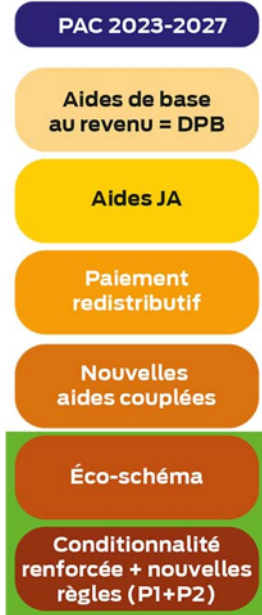 PAC 2023-2027
Aides de base
au revenu = DPB
Aides JA
Paiement
redistributif
Nouvelles
aides couplées
Éco-schéma
Conditionnalité
renforcée + nouvelles
règles (P1+P2)